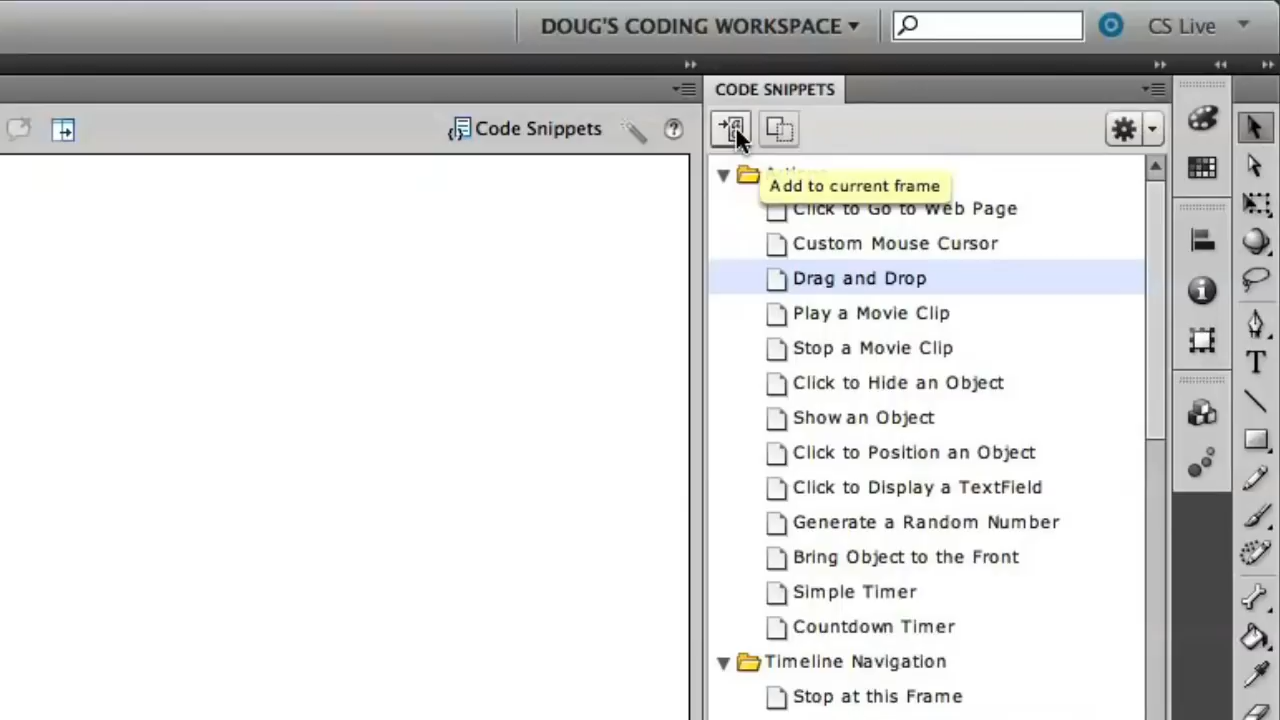 DOUG'S CODING WORKSPACE
CS Live
CODE SNIPPETS
Code Snippets
Add to current frame
Click to Go to Web Page
Custom Mouse Cursor
Drag and Drop
Play a Movie Clip
Stop a Movie Clip
Click to Hide an Object
Show an Object
Click to Position an Object
Click to Display a TextField
Generate a Random Number
Bring Object to the Front
Simple Timer
Countdown Timer
Timeline Navigation
Stop at this Frame